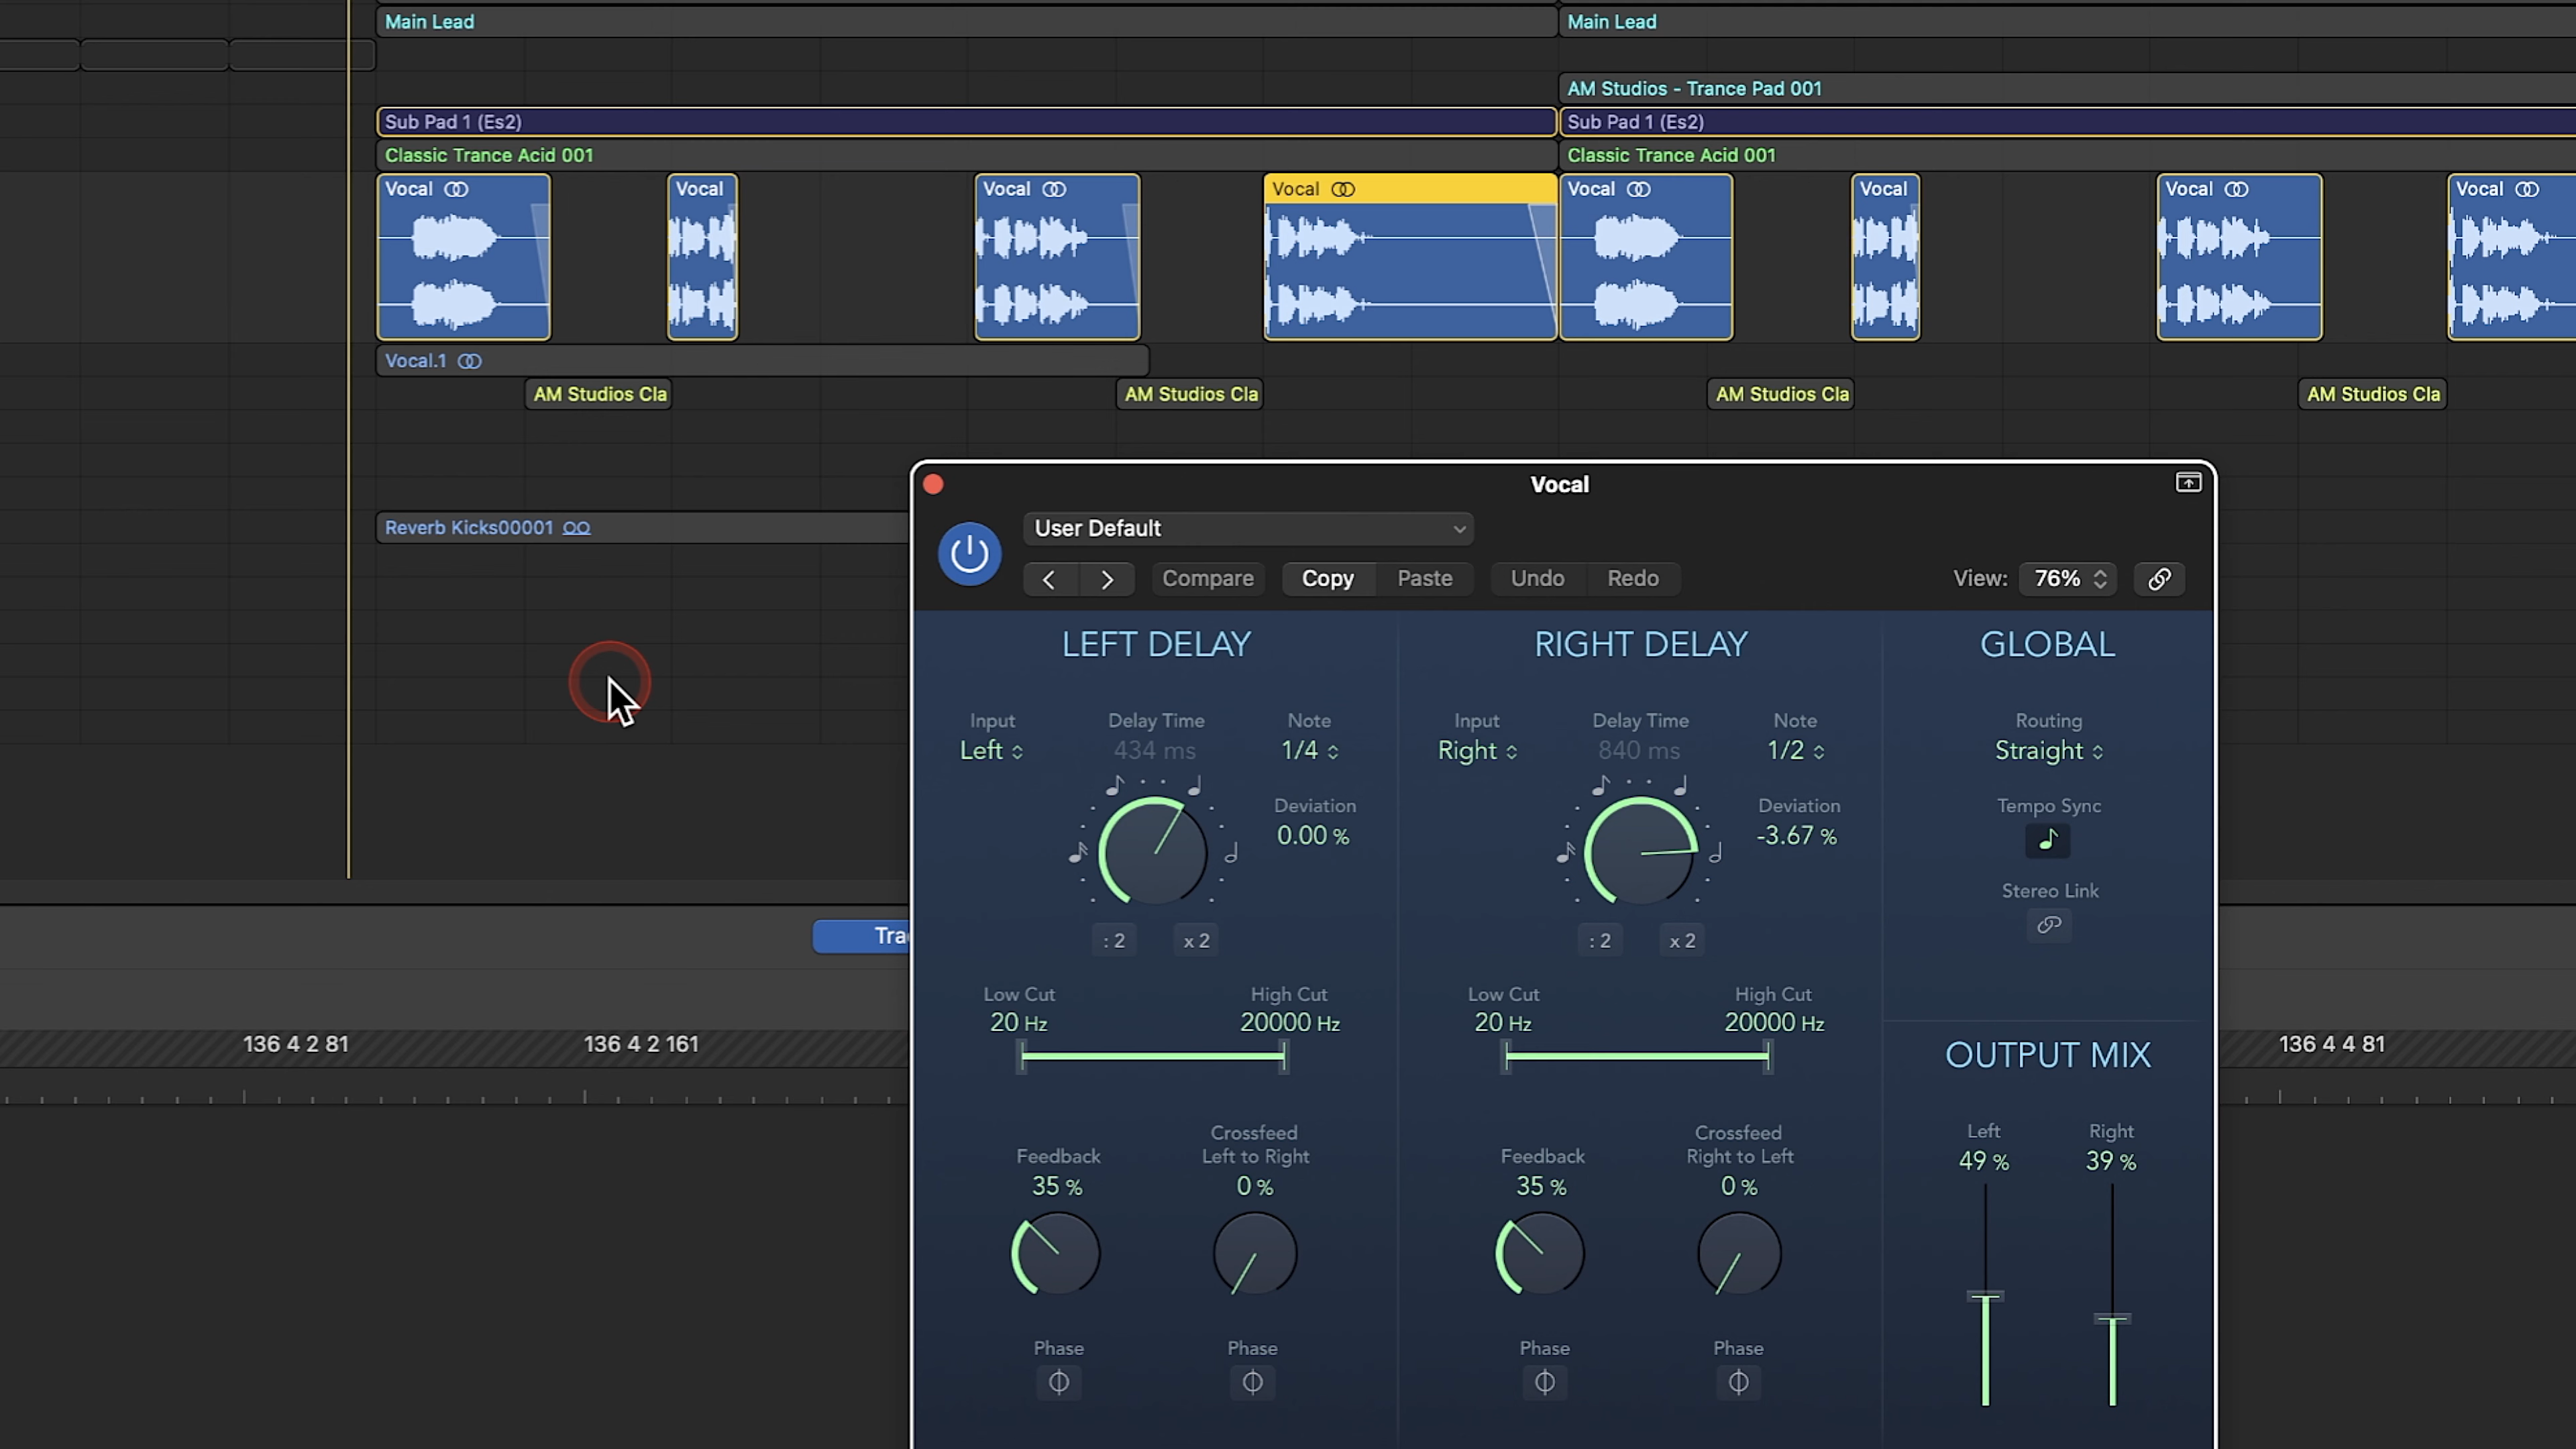 Main Lead
Main Lead
AM Studios - Trance Pad 001
Sub Pad 1 (Es2)
Sub Pad 1 (Es2)
Classic Trance Acid 001
Classic Trance Acid 001
Vocal
Vocal
Vocal
Vocal
Vocal
Vocal
Vocal
Vocal
Vocal.1
AM Studios Cla
AM Studios Cla
AM Studios Cla
AM Studios Cla
Vocal
Reverb Kicks00001
User Default
Compare
Copy
Paste
Undo
Redo
View: 76%
LEFT DELAY
RIGHT DELAY
GLOBAL
Input
Delay Time
Note
Left
434 ms
1/4
Deviation
0.00 %
: 2
x 2
Input
Delay Time
Note
Right
840 ms
1/2
Deviation
-3.67 %
: 2
x 2
Routing
Straight
Tempo Sync
Stereo Link
Tra
Low Cut
High Cut
20 Hz
20000 Hz
Low Cut
High Cut
20 Hz
20000 Hz
136 4 2 81
136 4 2 161
136 4 4 81
OUTPUT MIX
Feedback
35 %
Crossfeed
Left to Right
0 %
Feedback
35 %
Crossfeed
Right to Left
0 %
Left
Right
49 %
39 %
Phase
Phase
Phase
Phase